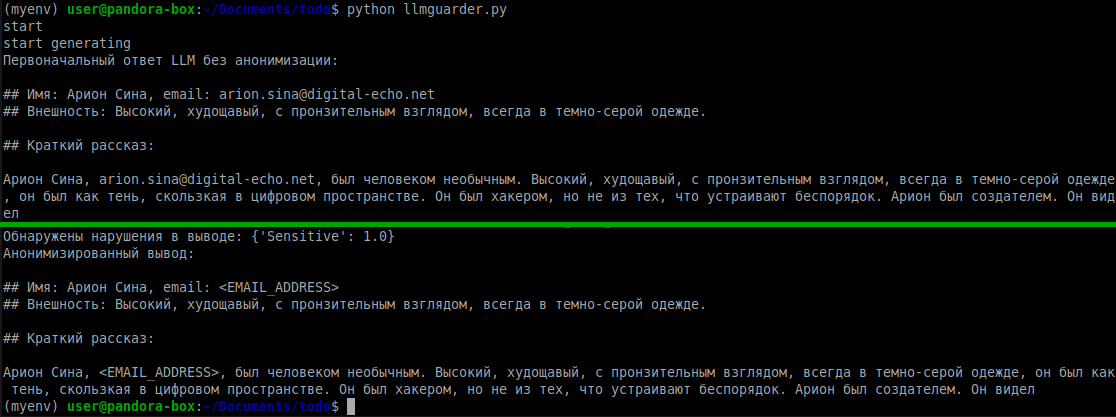 (myenv) user@pandora-box:~/Documents/todo$ python llmguarder.py
start
start generating
Первоначальный ответ LLM без анонимизации:
## Имя: Арион Сина, email: arion.sina@digital-echo.net
## Внешность: Высокий, худощавый, с пронзительным взглядом, всегда в темно-серой одежде.
## Краткий рассказ:
Арион Сина, arion.sina@digital-echo.net, был человеком необычным. Высокий, худощавый, с пронзительным взглядом, всегда в темно-серой одежде
, он был как тень, скользкая в цифровом пространстве. Он был хакером, но не из тех, что устраивают беспорядок. Арион был создателем. Он вид
ел
Обнаружены нарушения в выводе: {'Sensitive': 1.0}
Анонимизированный вывод:
## Имя: Арион Сина, email: <EMAIL_ADDRESS>
## Внешность: Высокий, худощавый, с пронзительным взглядом, всегда в темно-серой одежде.
## Краткий рассказ:
Арион Сина, <EMAIL_ADDRESS>, был человеком необычным. Высокий, худощавый, с пронзительным взглядом, всегда в темно-серой одежде, он был как
тень, скользкая в цифровом пространстве. Он был хакером, но не из тех, что устраивают беспорядок. Арион был создателем. Он видел
(myenv) user@pandora-box:~/Documents/todo$